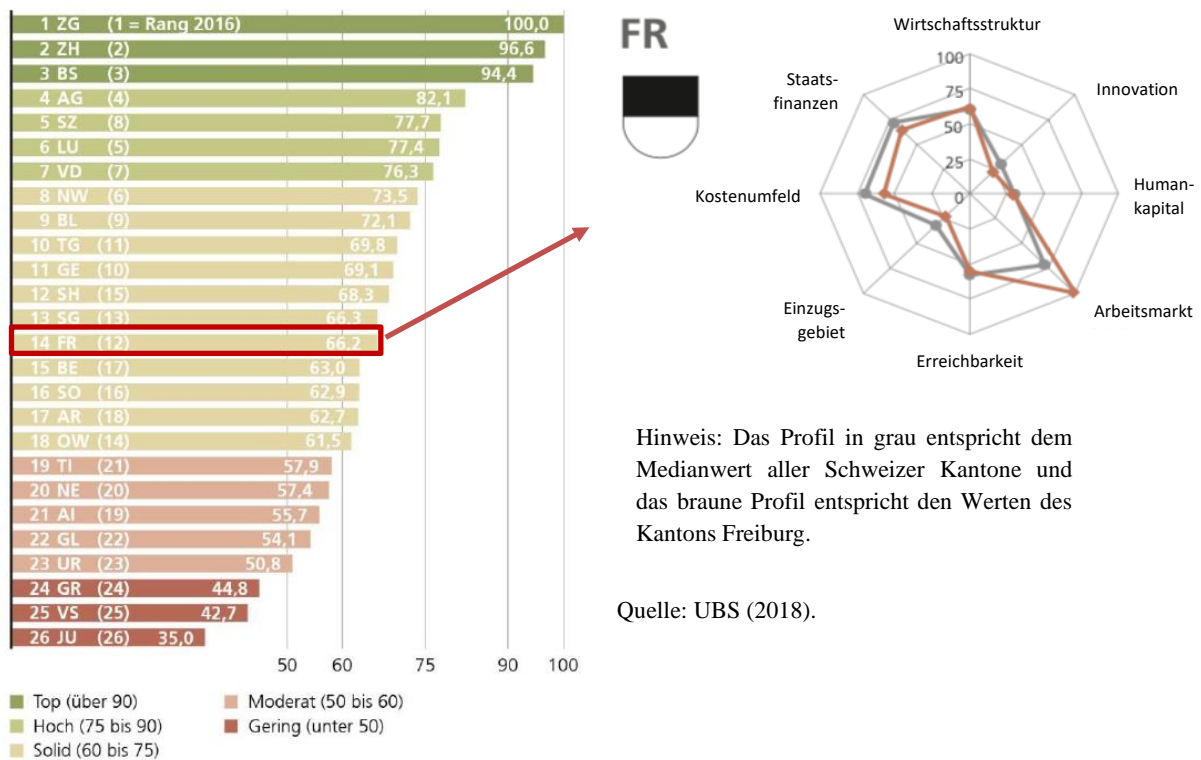 1 ZG (1 = Rang 2016) 100,0
2 ZH (2) 96,6
3 BS (3) 94,4
4 AG (4) 82,1
5 SZ (8) 77,7
6 LU (5) 77,4
7 VD (7) 76,3
8 NW (6) 73,5
9 BL (9) 72,1
10 TG (11) 69,8
11 GE (10) 69,1
12 SH (15) 68,3
13 SG (13) 66,3
14 FR (12) 66,2
15 BE (17) 63,0
16 SO (16) 62,9
17 AR (18) 62,7
18 OW (14) 61,5
19 TI (21) 57,9
20 NE (20) 57,4
21 AI (19) 55,7
22 GL (22) 54,1
23 UR (23) 50,8
24 GR (24) 44,8
25 VS (25) 42,7
26 JU (26) 35,0
50 60 75 90 100
Top (über 90)
Hoch (75 bis 90)
Solid (60 bis 75)
Moderat (50 bis 60)
Gering (unter 50)
FR
Wirtschaftsstruktur
Innovation
Human-
kapital
Arbeitsmarkt
Erreichbarkeit
Einzugs-
gebiet
Kostenumfeld
Staats-
finanzen
100
75
50
25
0
Hinweis: Das Profil in grau entspricht dem
Medianwert aller Schweizer Kantone und
das braune Profil entspricht den Werten des
Kantons Freiburg.
Quelle: UBS (2018).